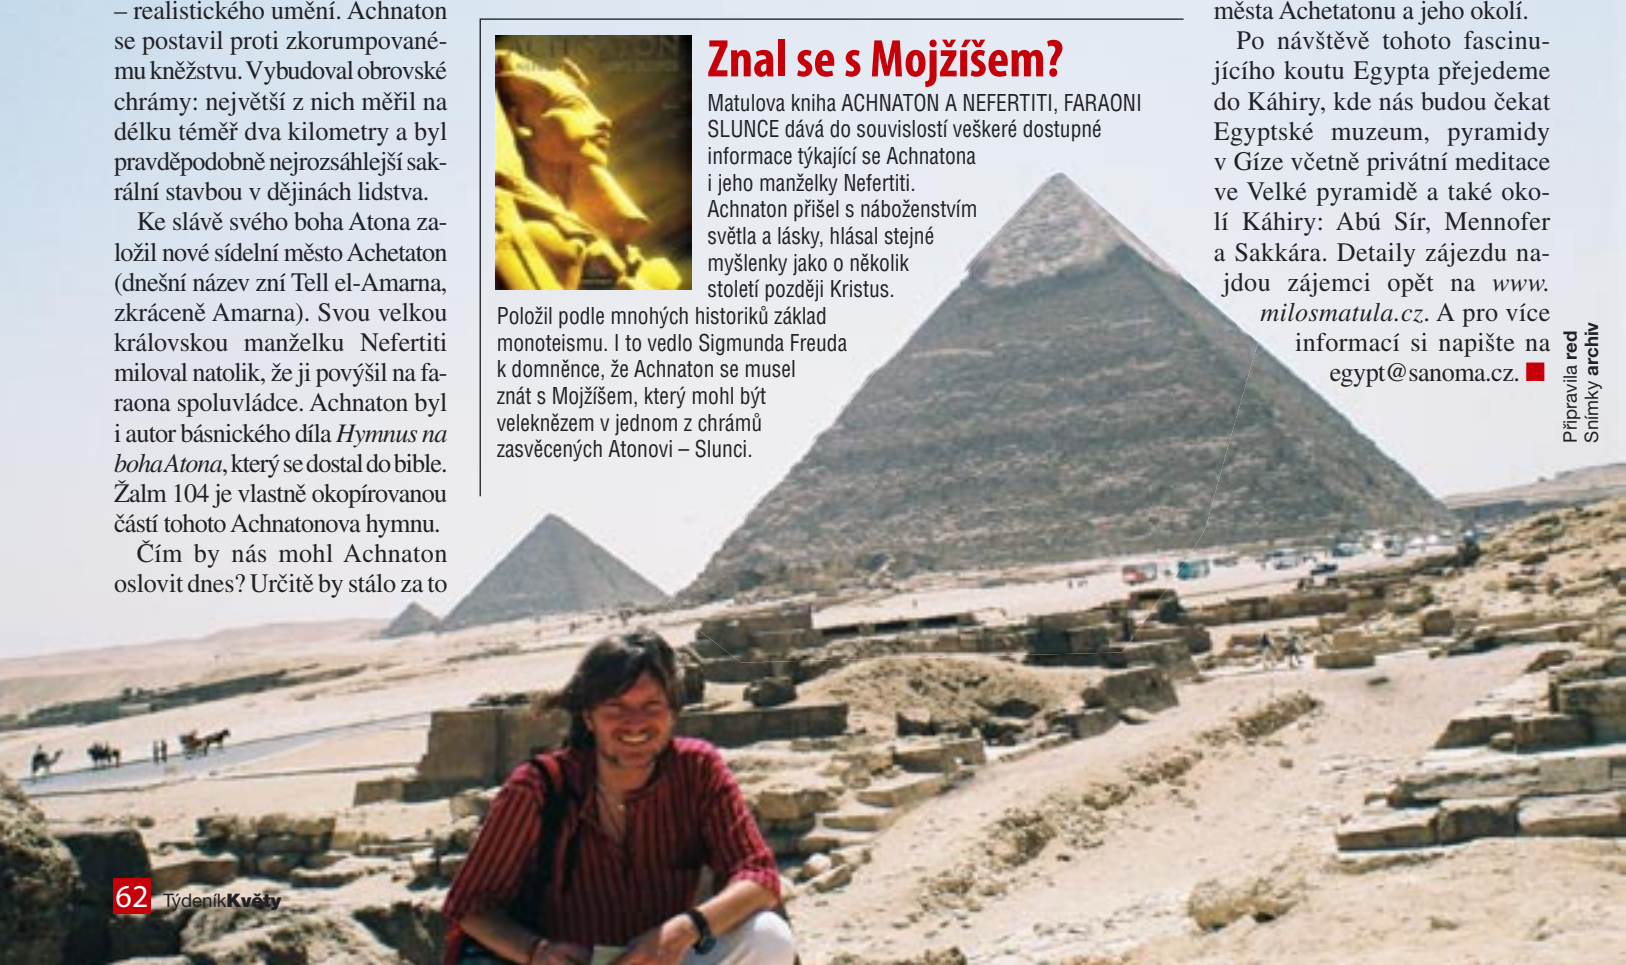 – realistického umění. Achnaton
se postavil proti zkorumpované-
mu kněžstvu. Vybudoval obrovské
chrámy: největší z nich měřil na
délku téměř dva kilometry a byl
pravděpodobně nejrozsáhlejší sak-
rální stavbou v dějinách lidstva.
Ke slávě svého boha Atona za-
ložil nové sídelní město Achetaton
(dnešní název zní Tell el-Amarna,
zkráceně Amarna). Svou velkou
královskou manželku Nefertiti
miloval natolik, že ji povýšil na fa-
raona spoluvládce. Achnaton byl
i autor básnického díla Hymnus na
boha Atona, který se dostal do bible.
Žalm 104 je vlastně okopírovanou
částí tohoto Achnatonova hymnu.
Čím by nás mohl Achnaton
oslovit dnes? Určitě by stálo za to
Znal se s Mojžíšem?
Matulova kniha ACHNATON A NEFERTITI, FARAONI
SLUNCE dává do souvislostí veškeré dostupné
informace týkající se Achnatona
i jeho manželky Nefertiti.
Achnaton přišel s náboženstvím
světla a lásky, hlásal stejné
myšlenky jako o několik
století později Kristus.
Položil podle mnohých historiků základ
monoteismu. I to vedlo Sigmunda Freuda
k domněnce, že Achnaton se musel
znát s Mojžíšem, který mohl být
veleknězem v jednom z chrámů
zasvěcených Atonovi – Slunci.
města Achetatonu a jeho okolí.
Po návštěvě tohoto fascinu-
jícího koutu Egypta přejedeme
do Káhiry, kde nás budou čekat
Egyptské muzeum, pyramidy
v Gíze včetně privátní meditace
ve Velké pyramidě a také oko-
lí Káhiry: Abú Sír, Mennofer
a Sakkára. Detaily zájezdu na-
jdou zájemci opět na www.
milosmatula.cz. A pro více
informací si napište na
egypt@sanoma.cz.
Připravila red
Snímky archiv
62 TýdeníkKvěty